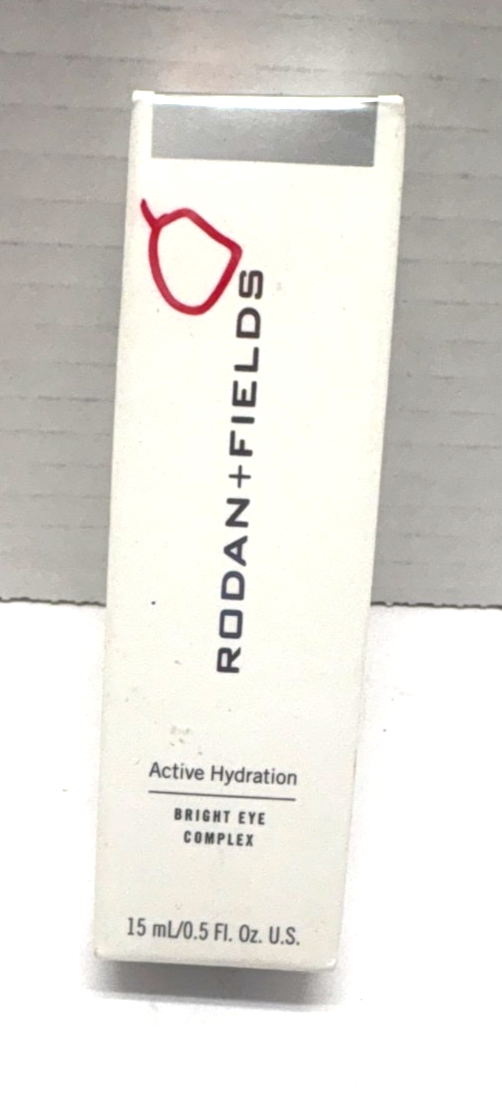 RODAN+FIELDS
Active Hydration
BRIGHT EYE
COMPLEX
15 mL/0.5 Fl. Oz. U.S.